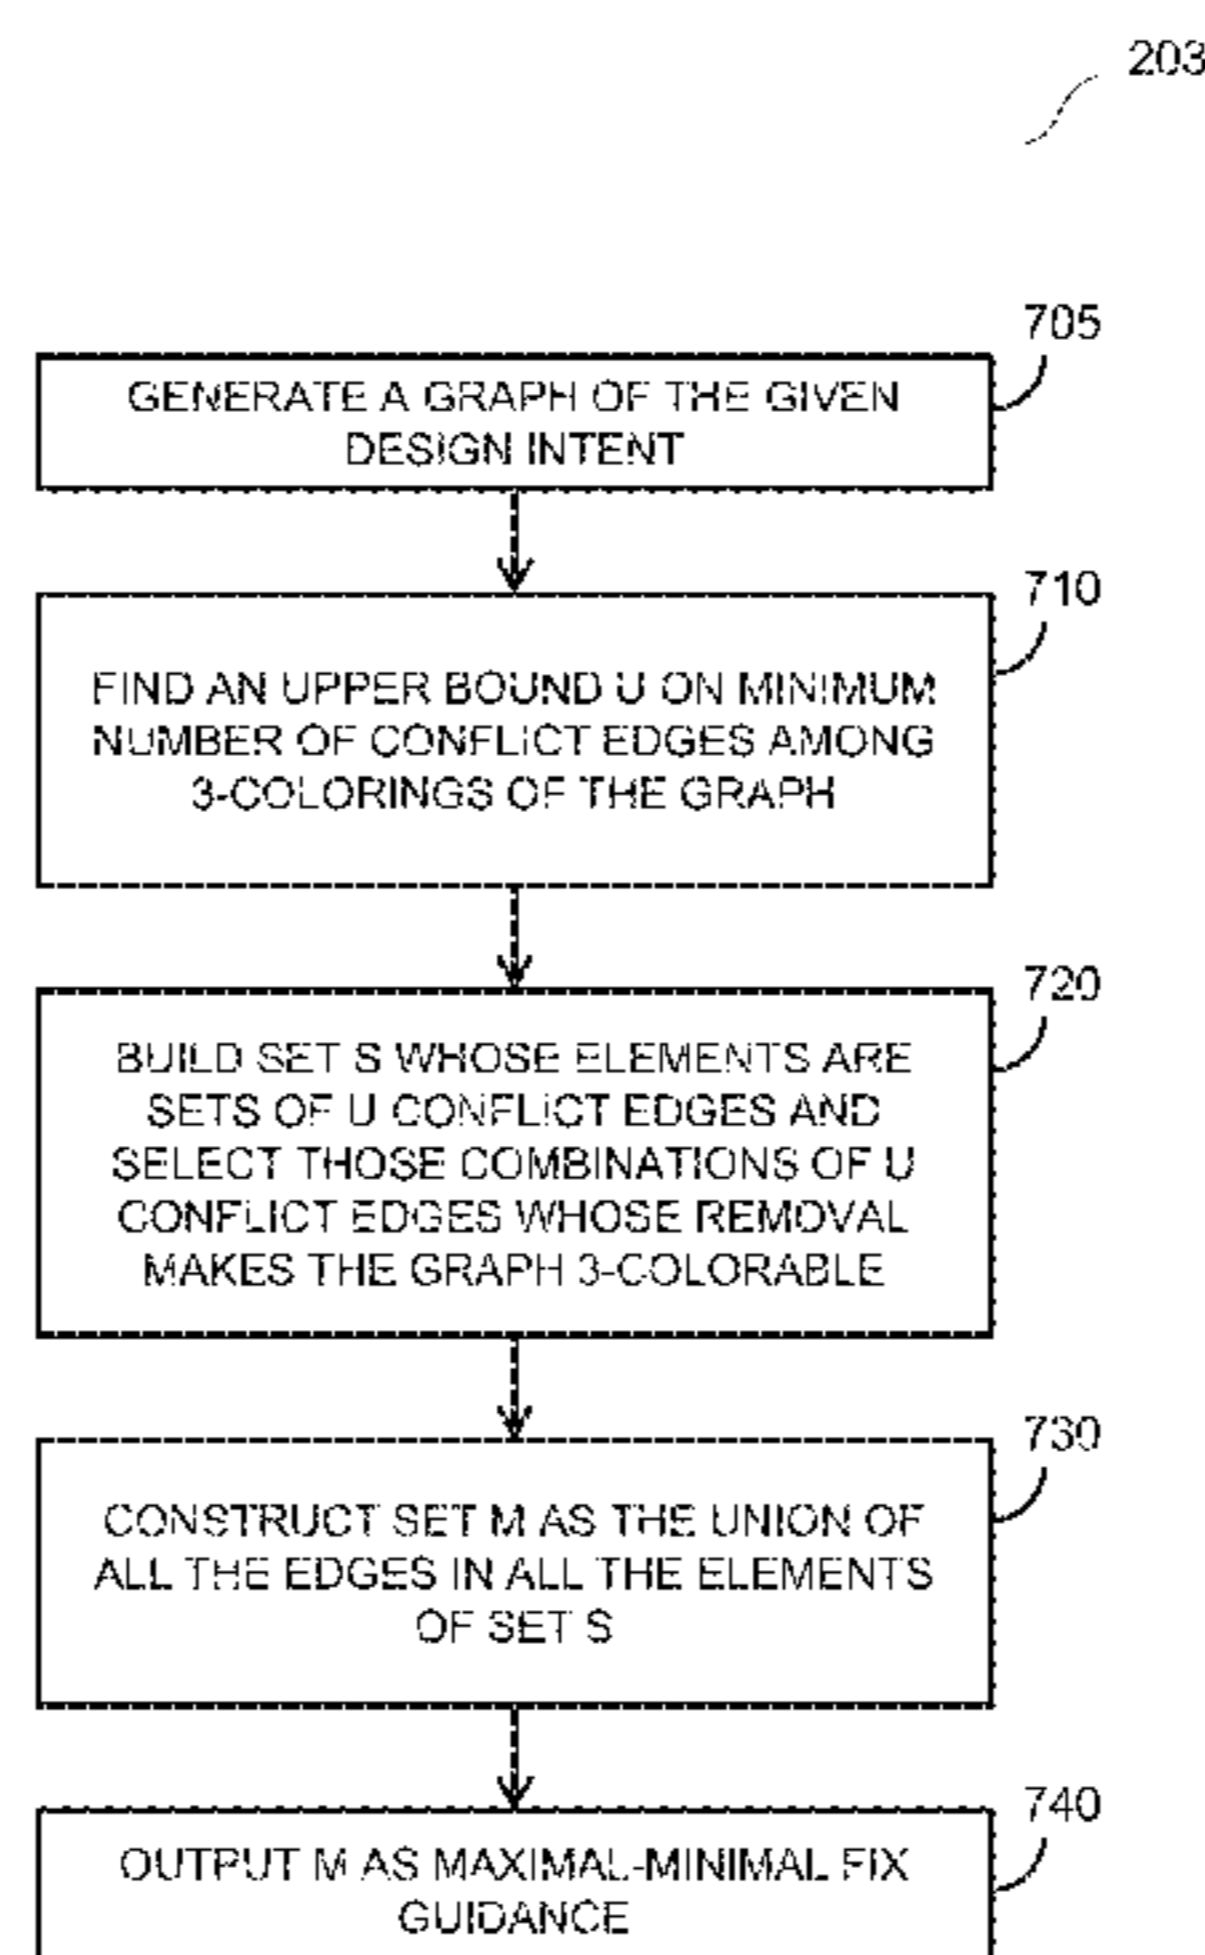 203
705
GENERATE A GRAPH OF THE GIVEN
DESIGN INTENT
710
FIND AN UPPER BOUND U ON MINIMUM
NUMBER OF CONFLICT EDGES AMONG
3-COLORINGS OF THE GRAPH
720
BUILD SET S WHOSE ELEMENTS ARE
SETS OF U CONFLICT EDGES AND
SELECT THOSE COMBINATIONS OF U
CONFLICT EDGES WHOSE REMOVAL
MAKES THE GRAPH 3-COLORABLE
730
CONSTRUCT SET M AS THE UNION OF
ALL THE EDGES IN ALL THE ELEMENTS
OF SET S
740
OUTPUT M AS MAXIMAL-MINIMAL FIX
GUIDANCE